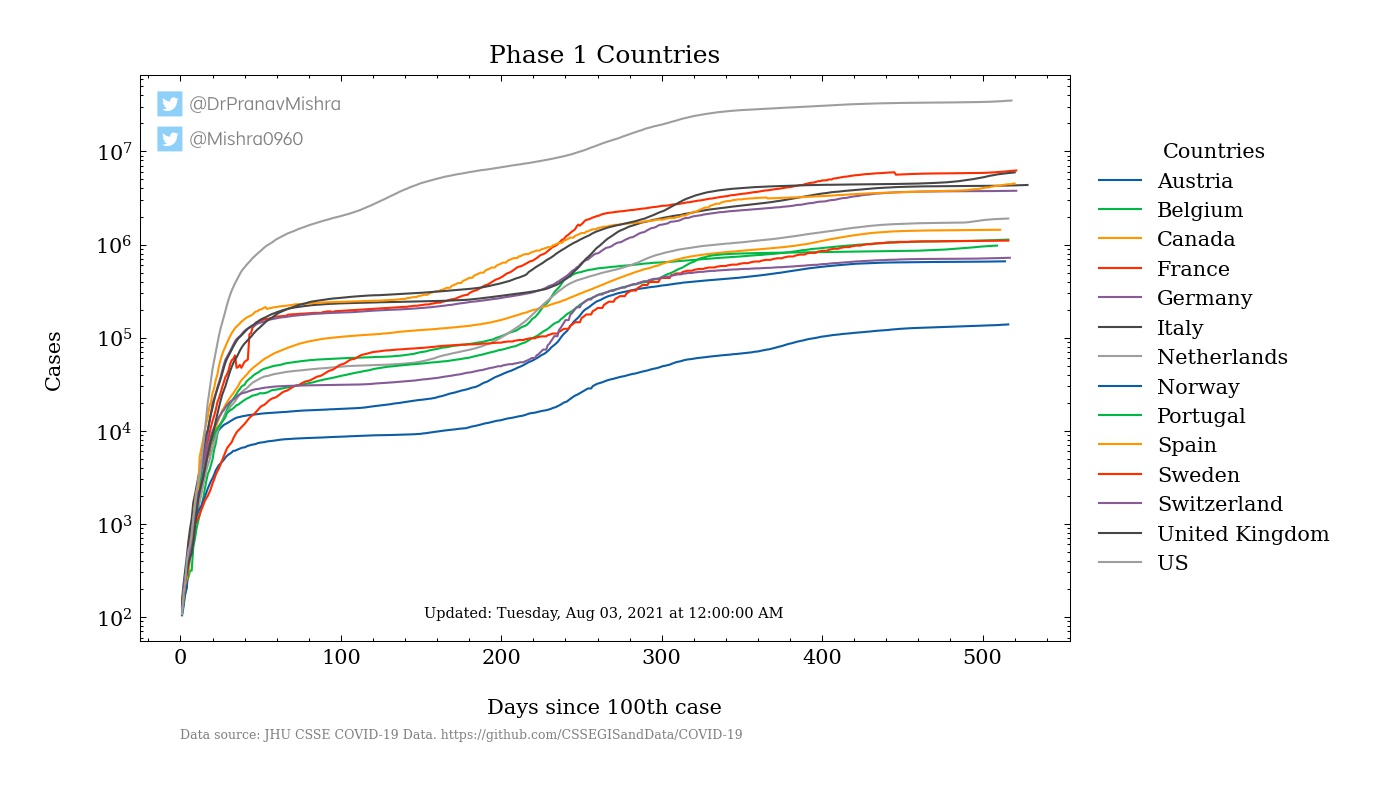 Phase 1 Countries
@DrPranavMishra
@Mishra0960
10^7
10^6
10^5
10^4
10^3
10^2
Cases
Updated: Tuesday, Aug 03, 2021 at 12:00:00 AM
0 100 200 300 400 500
Days since 100th case
Data source: JHU CSSE COVID-19 Data. https://github.com/CSSEGISandData/COVID-19
Countries
Austria
Belgium
Canada
France
Germany
Italy
Netherlands
Norway
Portugal
Spain
Sweden
Switzerland
United Kingdom
US